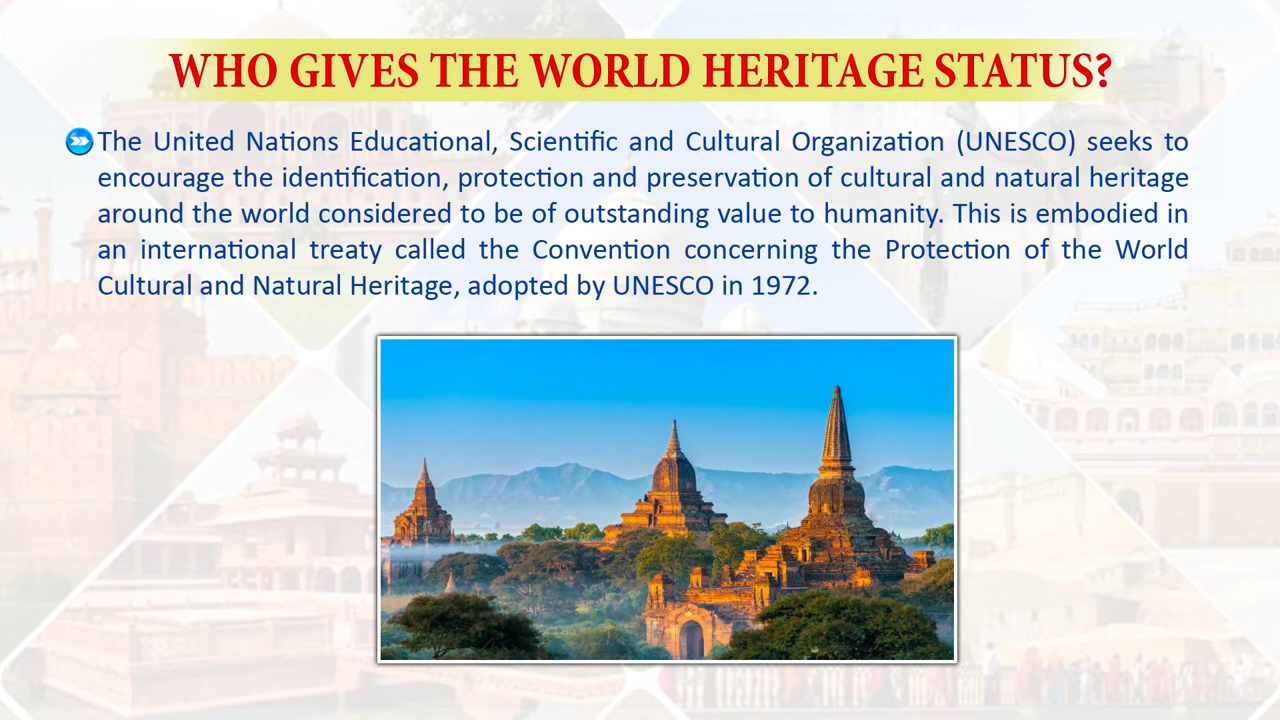 WHO GIVES THE WORLD HERITAGE STATUS?
The United Nations Educational, Scientific and Cultural Organization (UNESCO) seeks to
encourage the identification, protection and preservation of cultural and natural heritage
around the world considered to be of outstanding value to humanity. This is embodied in
an international treaty called the Convention concerning the Protection of the World
Cultural and Natural Heritage, adopted by UNESCO in 1972.